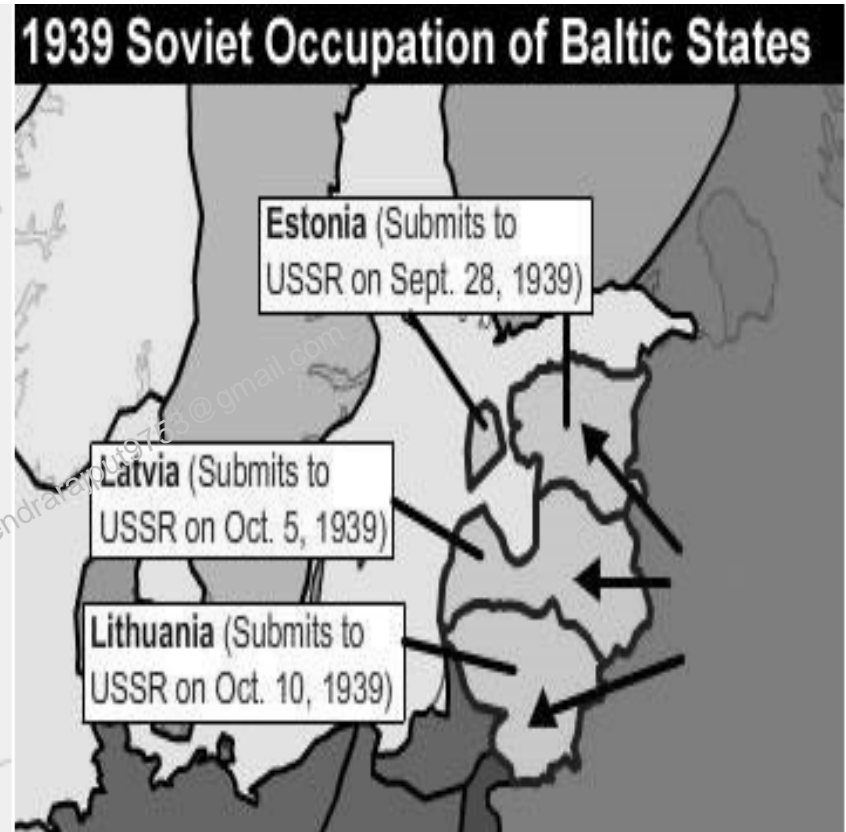 1939 Soviet Occupation of Baltic States
Estonia (Submits to
USSR on Sept. 28, 1939)
Latvia (Submits to
USSR on Oct. 5, 1939)
Lithuania (Submits to
USSR on Oct. 10, 1939)